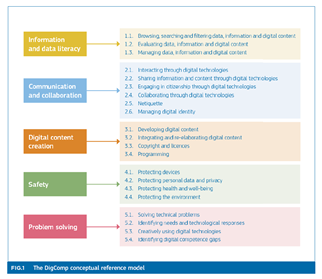 Information
and data literacy
1.1. Browsing, searching and filtering data, information and digital content
1.2. Evaluating data, information and digital content
1.3. Managing data, information and digital content
Communication
and collaboration
2.1. Interacting through digital technologies
2.2. Sharing information and content through digital technologies
2.3. Engaging in citizenship through digital technologies
2.4. Collaborating through digital technologies
2.5. Netiquette
2.6. Managing digital identity
Digital content
creation
3.1. Developing digital content
3.2. Integrating and re-elaborating digital content
3.3. Copyright and licences
3.4. Programming
Safety
4.1. Protecting devices
4.2. Protecting personal data and privacy
4.3. Protecting health and well-being
4.4. Protecting the environment
Problem solving
5.1. Solving technical problems
5.2. Identifying needs and technological responses
5.3. Creatively using digital technologies
5.4. Identifying digital competence gaps
FIG.1 The DigComp conceptual reference model